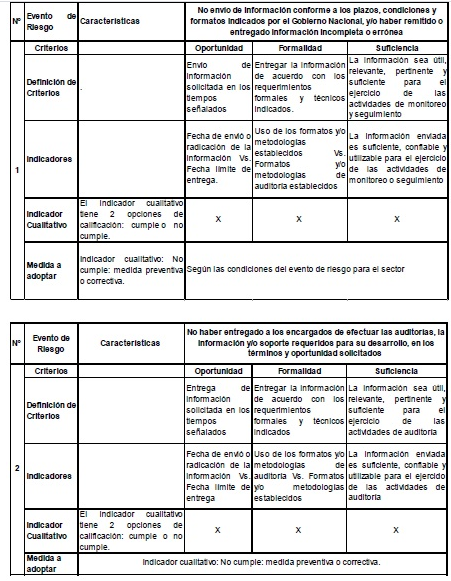 Nº Evento de Riesgo Características No envío de información conforme a los plazos, condiciones y formatos indicados por el Gobierno Nacional, y/o haber remitido o entregado información incompleta o errónea
Criterios Oportunidad Formalidad Suficiencia
Definición de Criterios
Envío de información solicitada en los tiempos señalados
Entregar la información de acuerdo con los requerimientos formales y técnicos indicados.
La información sea útil, relevante, pertinente y suficiente para el ejercicio de las actividades de monitoreo y seguimiento
1
Indicadores
Fecha de envió o radicación de la información Vs. Fecha límite de entrega.
Uso de los formatos y/o metodologías establecidos Vs. Formatos y/o metodologías de auditoría establecidos
La información enviada es suficiente, confiable y utilizable para el ejercicio de las actividades de monitoreo o seguimiento
Indicador Cualitativo
El indicador cualitativo tiene 2 opciones de calificación: cumple o no cumple.
X X X
Medida a adoptar
Indicador cualitativo: No cumple: medida preventiva o correctiva.
Según las condiciones del evento de riesgo para el sector
Nº Evento de Riesgo Características No haber entregado a los encargados de efectuar las auditorías, la información y/o soporte requeridos para su desarrollo, en los términos y oportunidad solicitados
Criterios Oportunidad Formalidad Suficiencia
Definición de Criterios
Entrega de información solicitada en los tiempos señalados
Entregar la información de acuerdo con los requerimientos formales y técnicos indicados
La información sea útil, relevante, pertinente y suficiente para el ejercicio de las actividades de auditoría
2
Indicadores
Fecha de envió o radicación de la información Vs. Fecha límite de entrega
Uso de los formatos y/o metodologías de auditoría Vs. Formatos y/o metodologías establecidos
La información enviada es suficiente, confiable y utilizable para el ejercicio de las actividades de auditoría
Indicador Cualitativo
El indicador cualitativo tiene 2 opciones de calificación: cumple o no cumple.
X X X
Medida a adoptar
Indicador cualitativo: No cumple: medida preventiva o correctiva.